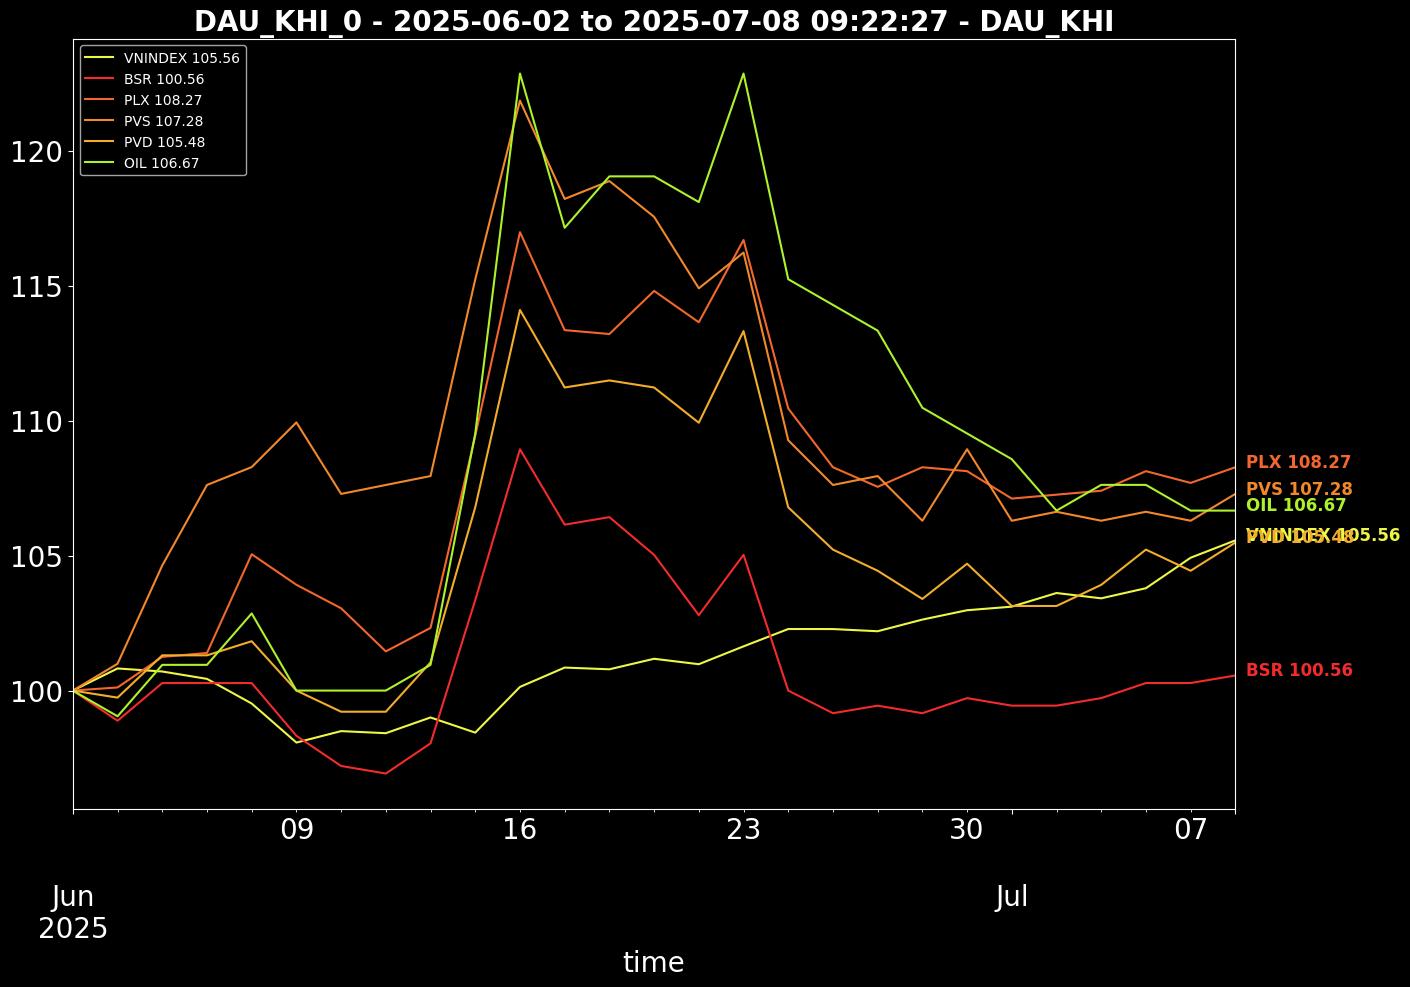 DAU_KHI_0 - 2025-06-02 to 2025-07-08 09:22:27 - DAU_KHI
VNINDEX 105.56
BSR 100.56
PLX 108.27
PVS 107.28
PVD 105.48
OIL 106.67
120
115
110
105
100
PLX 108.27
PVS 107.28
OIL 106.67
VNINDEX 105.56
PVD 105.48
BSR 100.56
09
16
23
30
07
Jun
Jul
2025
time